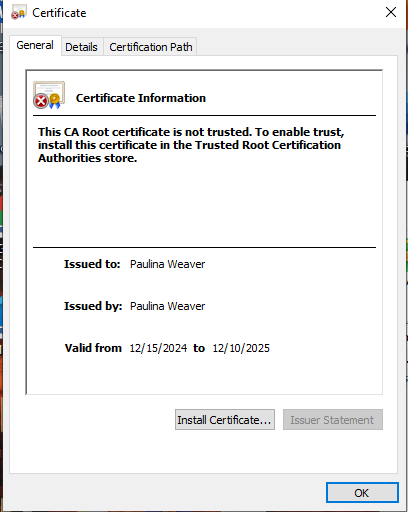 Certificate
General
Details
Certification Path
Certificate Information
This CA Root certificate is not trusted. To enable trust,
install this certificate in the Trusted Root Certification
Authorities store.
Issued to: Paulina Weaver
Issued by: Paulina Weaver
Valid from 12/15/2024 to 12/10/2025
Install Certificate...
Issuer Statement
OK